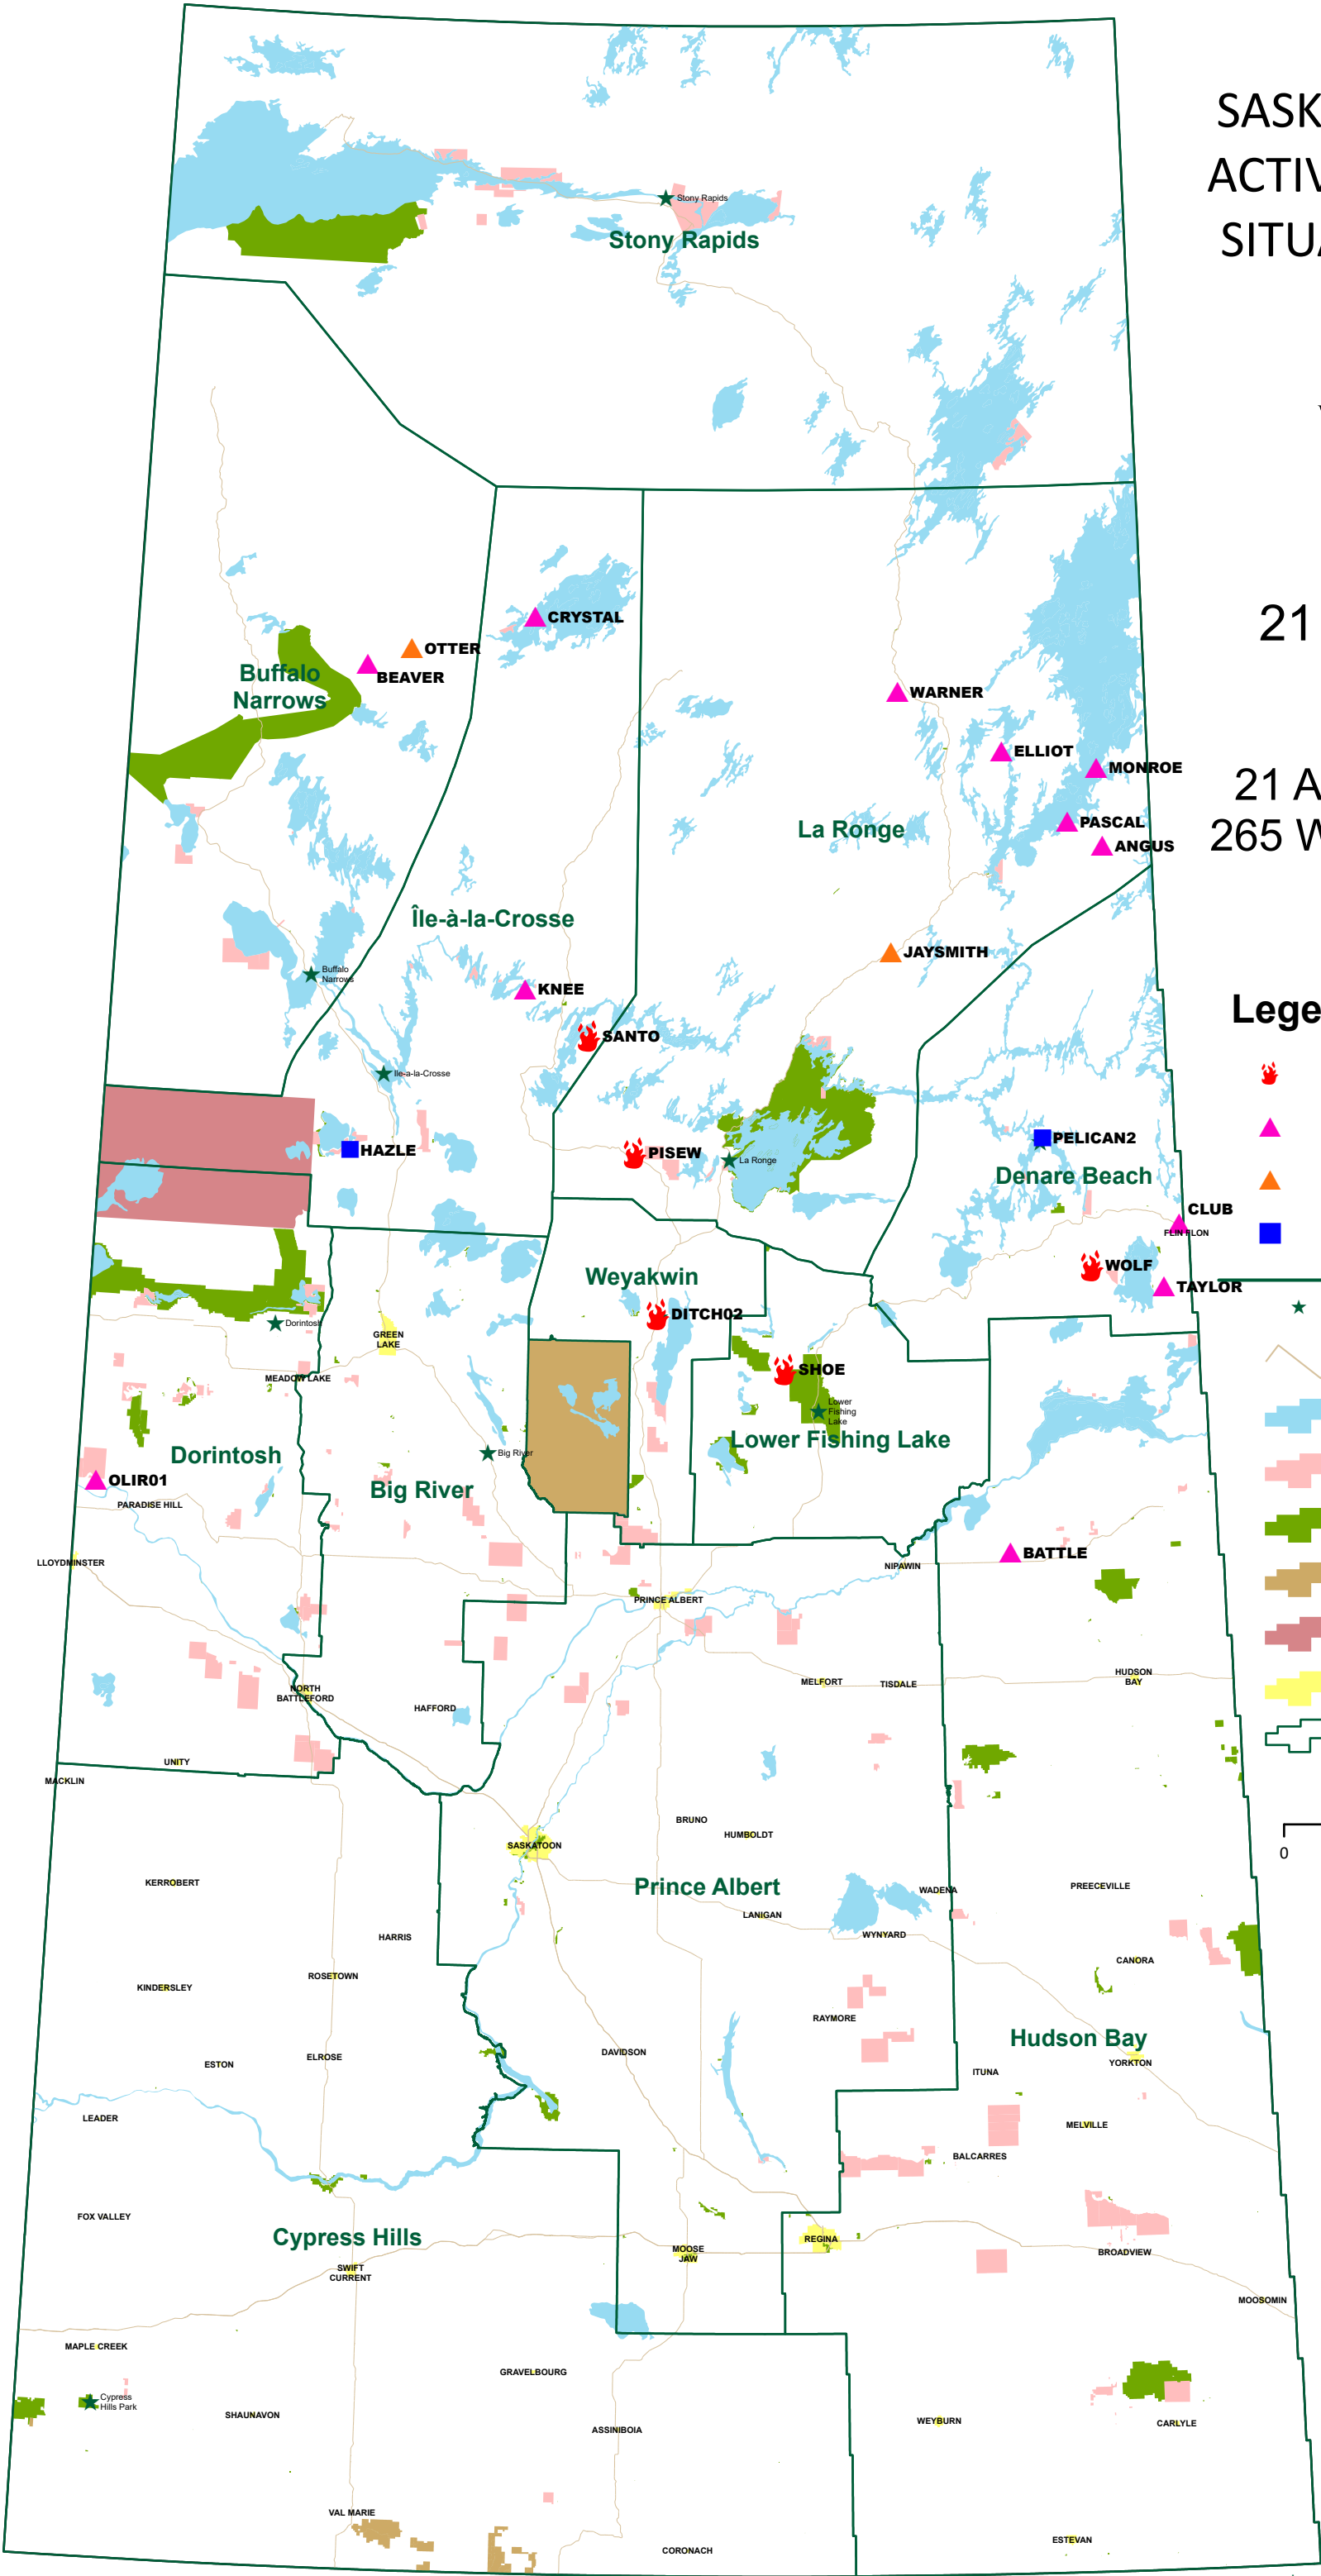 SASK
ACTIV
SITUA
Stony Rapids
Stony Rapids
CRYSTAL
OTTER
BEAVER
Buffalo
Narrows
21
WARNER
ELLIOT
MONROE
21 A
265 W
PASCAL
La Ronge
ANGUS
Île-à-la-Crosse
JAYSMITH
Buffalo
Narrows
KNEE
Lege
SANTO
Ile-a-la-Crosse
PELICAN2
HAZLE
PISEW
La Ronge
Denare Beach
CLUB
FLIN FLON
WOLF
Weyakwin
TAYLOR
DITCH02
Dorintosh
GREEN
LAKE
SHOE
MEADOW LAKE
Lower
Fishing
Lake
Lower Fishing Lake
Big River
Dorintosh
OLIR01
Big River
PARADISE HILL
BATTLE
LLOYDMINSTER
NIPAWIN
PRINCE ALBERT
HUDSON
BAY
MELFORT
TISDALE
NORTH
BATTLEFORD
HAFFORD
UNITY
MACKLIN
BRUNO
HUMBOLDT
SASKATOON
0
KERROBERT
Prince Albert
PREECEVILLE
WADENA
LANIGAN
WYNYARD
HARRIS
CANORA
ROSETOWN
KINDERSLEY
RAYMORE
Hudson Bay
DAVIDSON
ELROSE
YORKTON
ESTON
ITUNA
LEADER
MELVILLE
BALCARRES
FOX VALLEY
Cypress Hills
REGINA
MOOSE
JAW
BROADVIEW
SWIFT
CURRENT
MOOSOMIN
MAPLE CREEK
GRAVELBOURG
Cypress
Hills Park
SHAUNAVON
WEYBURN
CARLYLE
ASSINIBOIA
VAL MARIE
ESTEVAN
CORONACH